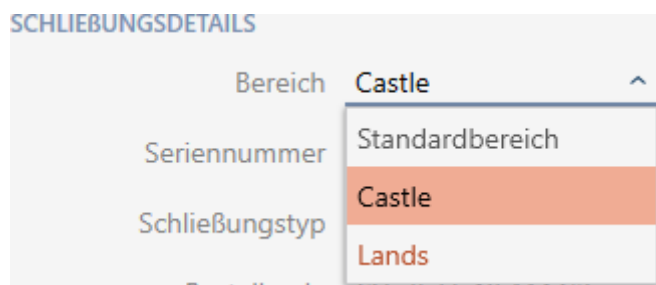 SCHLIEßUNGSDETAILS
Bereich Castle
Standardbereich
Seriennummer
Castle
Schließungstyp
Lands